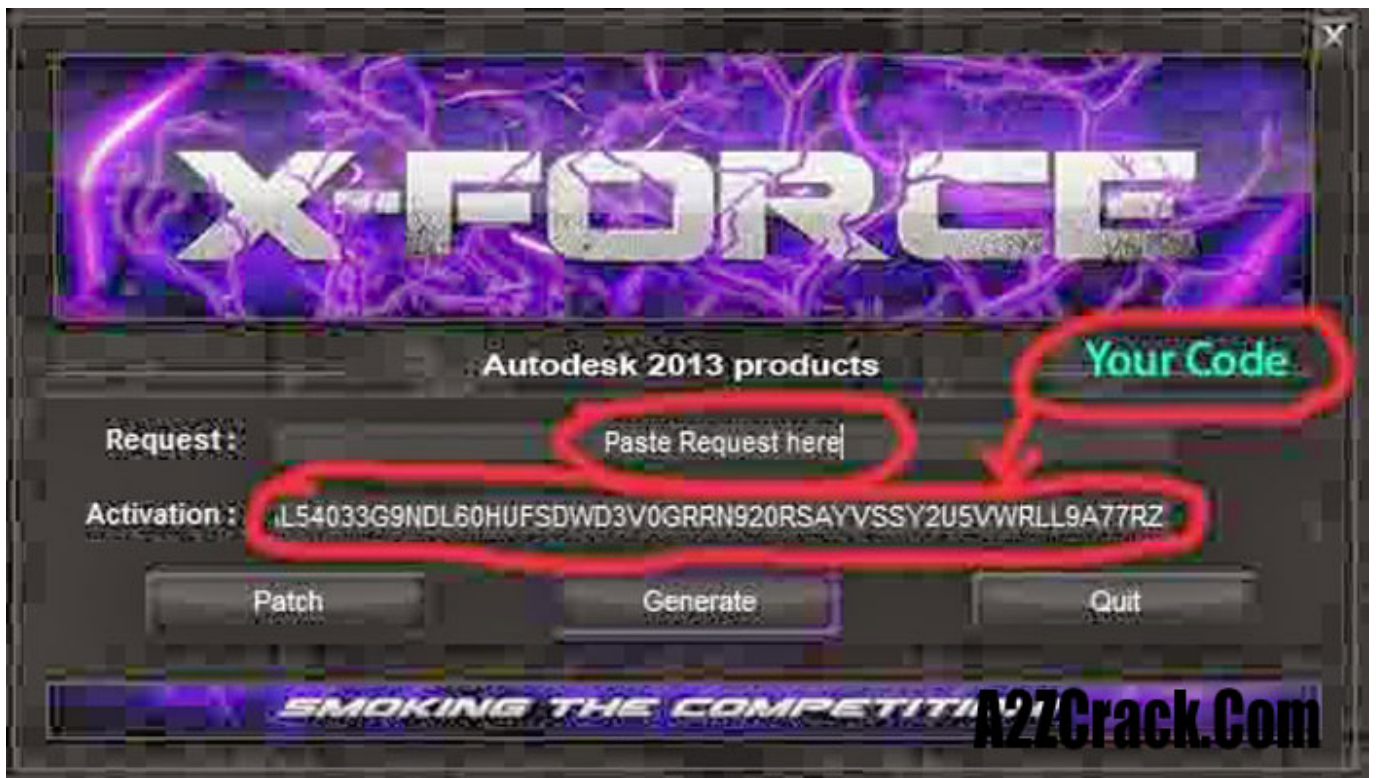 X-FORCE
Autodesk 2013 products
Your Code
Request :
Paste Request here
Activation :
L54033G9NDL60HUFSDWD3V0GRRN920RSAYVSSY2U5VWRLL9A77RZ
Patch
Generate
Quit
SMOKING THE
A2ZCrack.Com